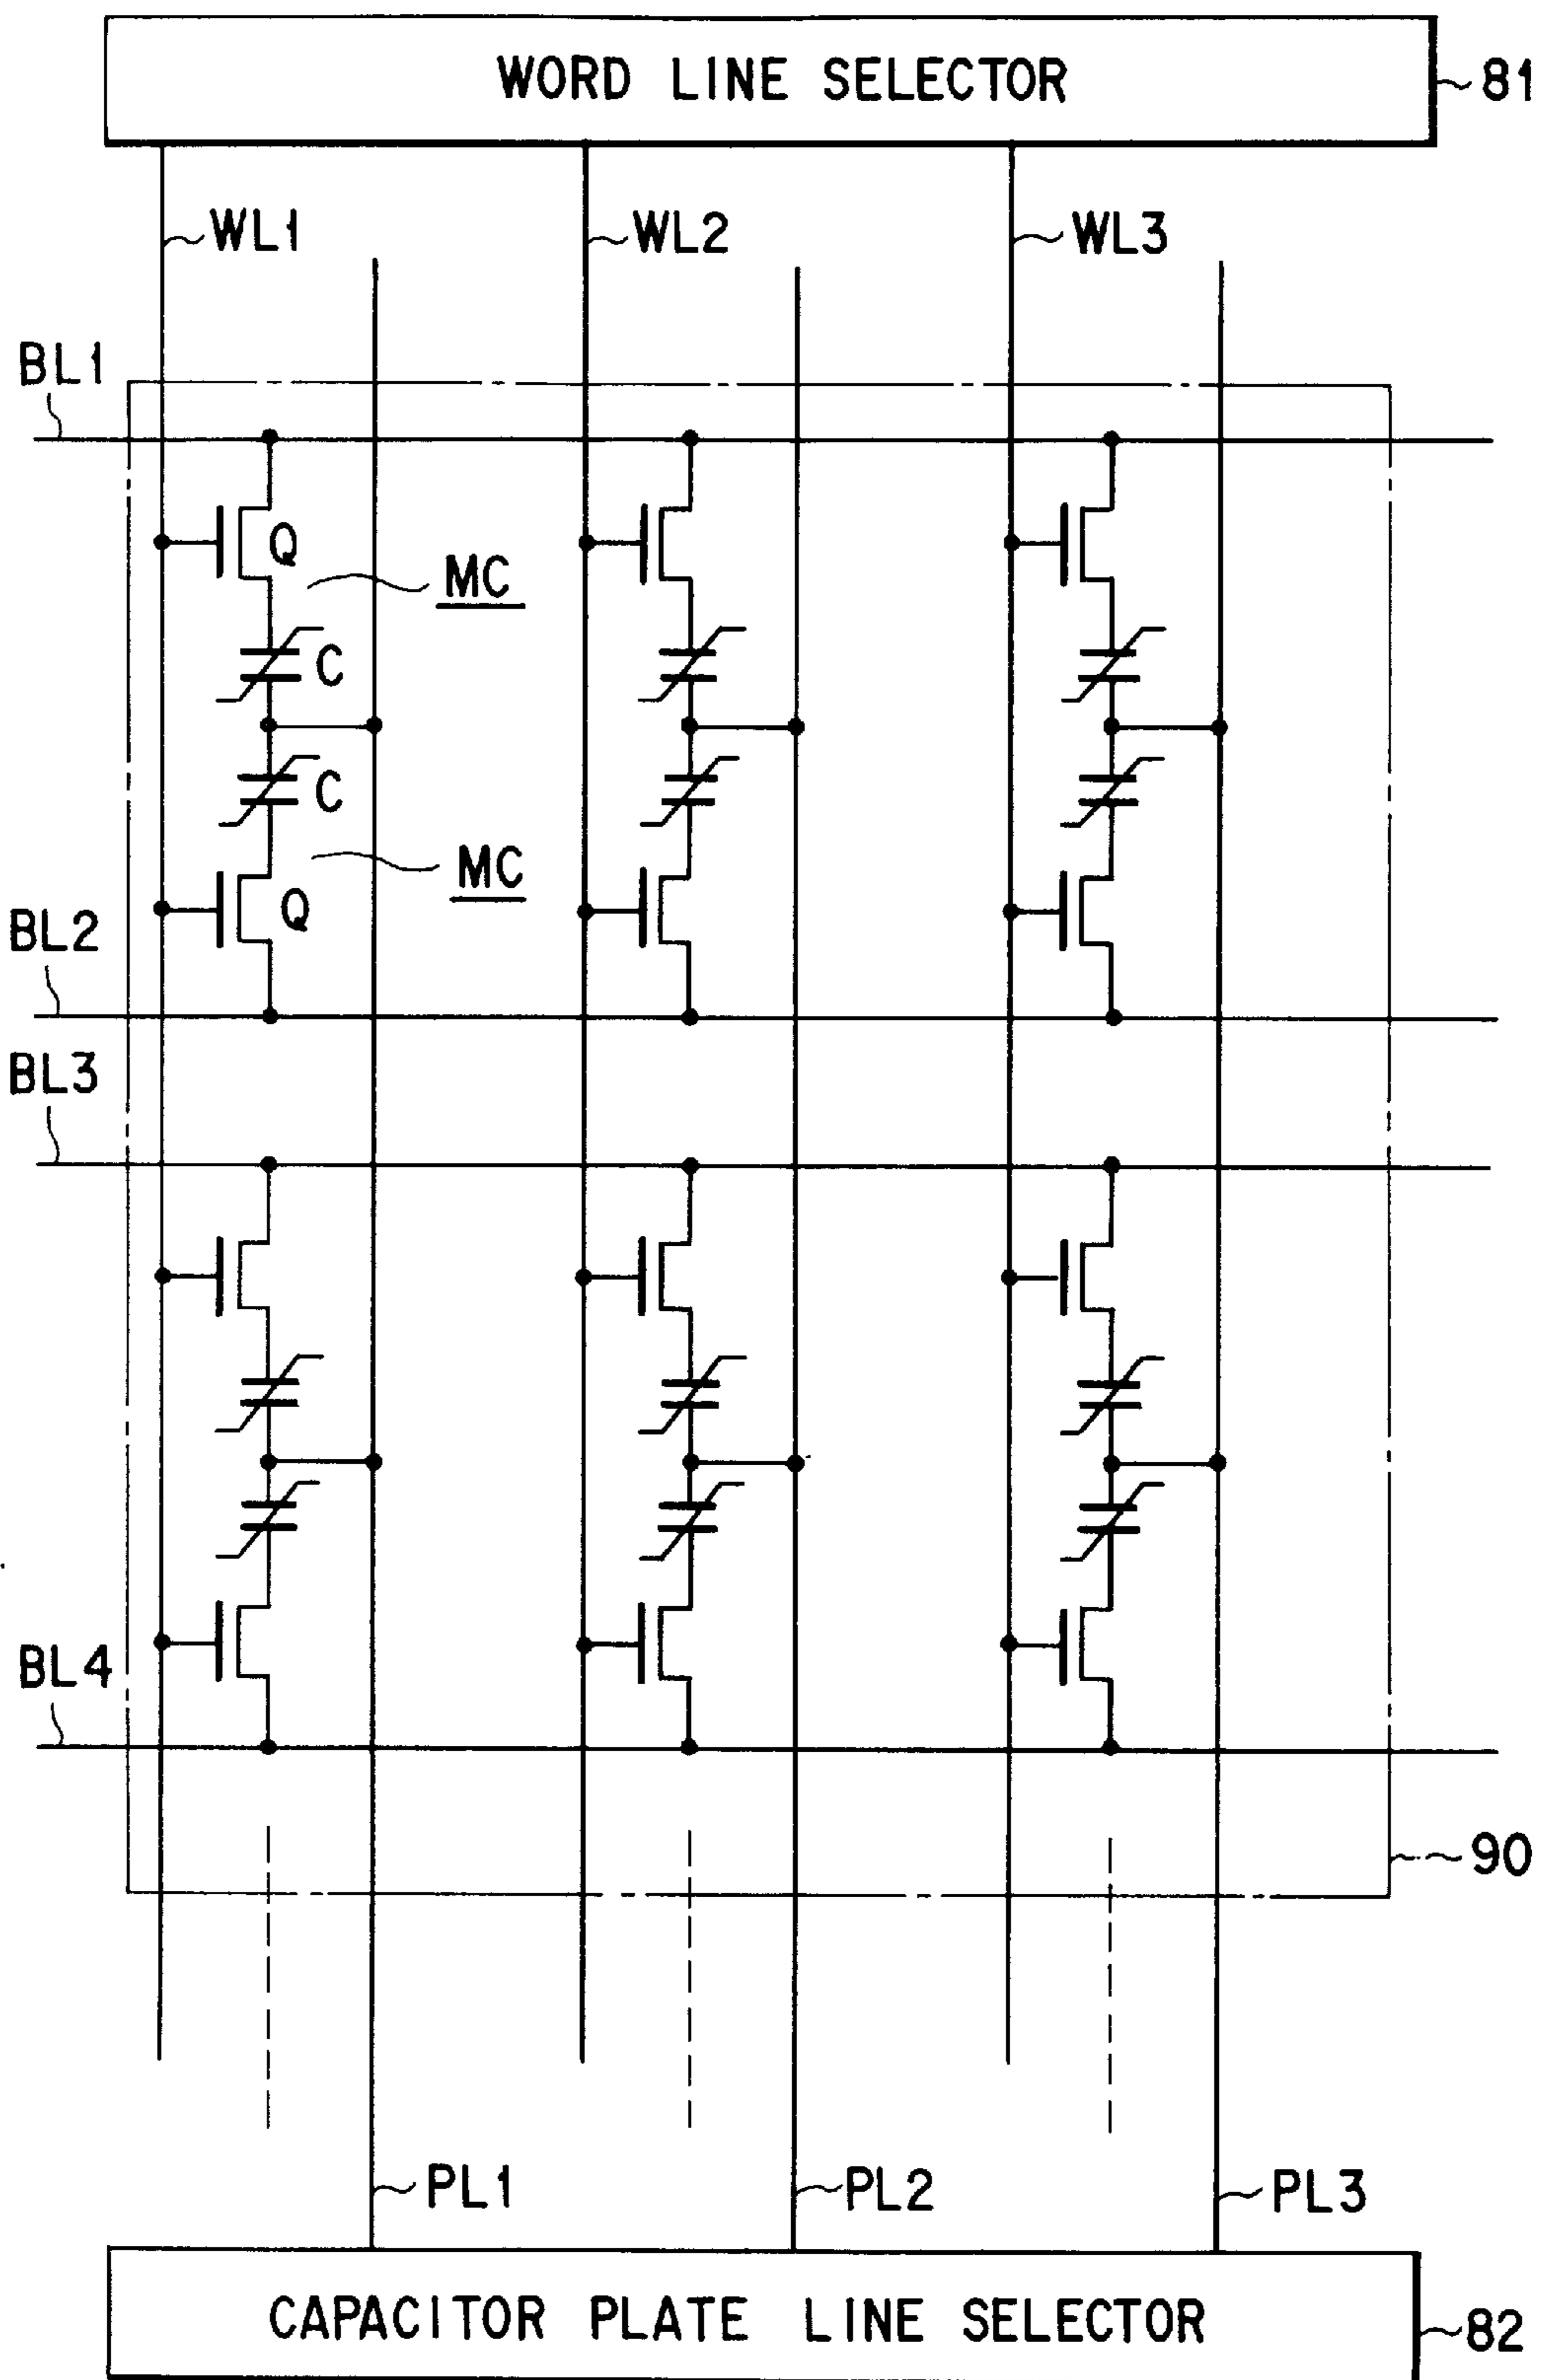 WORD LINE SELECTOR
81
WL1
WL2
WL3
BL1
Q
MC
C
C
MC
Q
BL2
BL3
BL4
90
PL1
PL2
PL3
CAPACITOR PLATE LINE SELECTOR
82